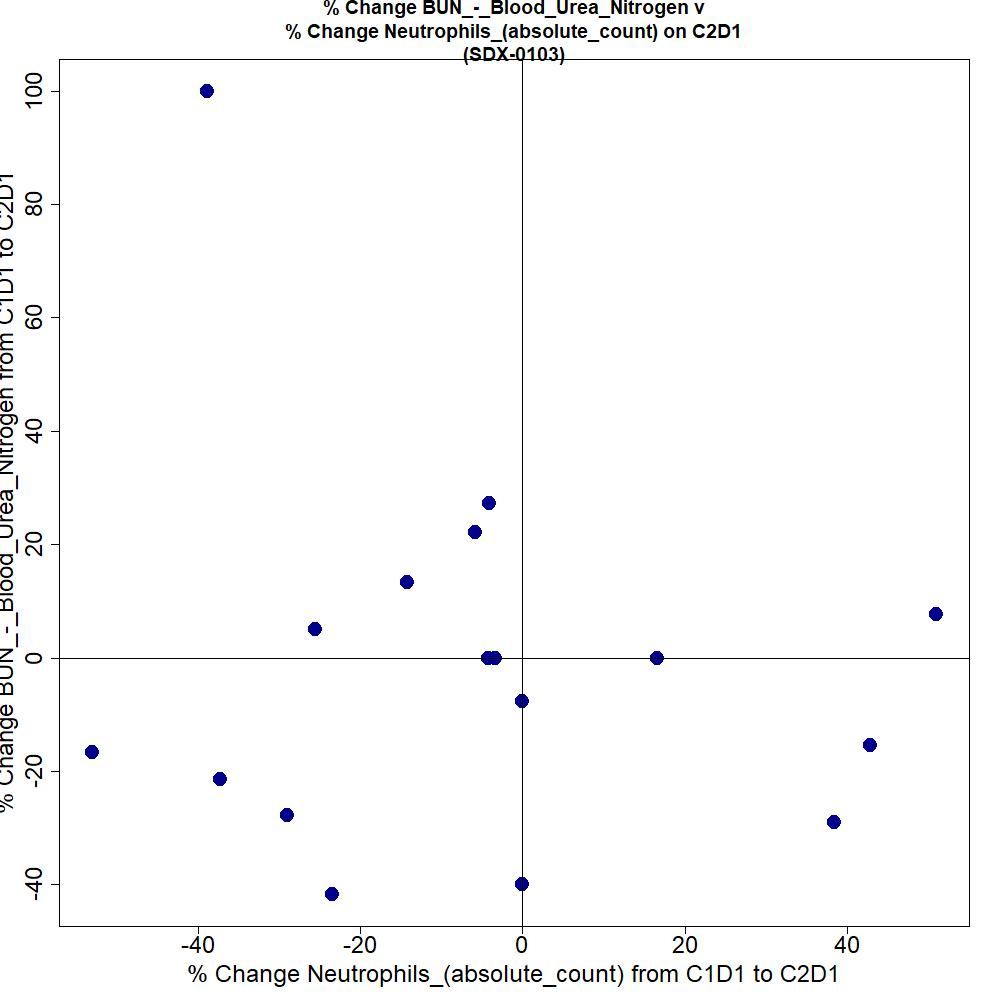 % Change BUN_-_Blood_Urea_Nitrogen v
% Change Neutrophils_(absolute_count) on C2D1
(SDX-0103)
% Change BUN_-_Blood_Urea_Nitrogen from C1D1 to C2D1
100
80
60
40
20
0
-20
-40
-40 -20 0 20 40
% Change Neutrophils_(absolute_count) from C1D1 to C2D1